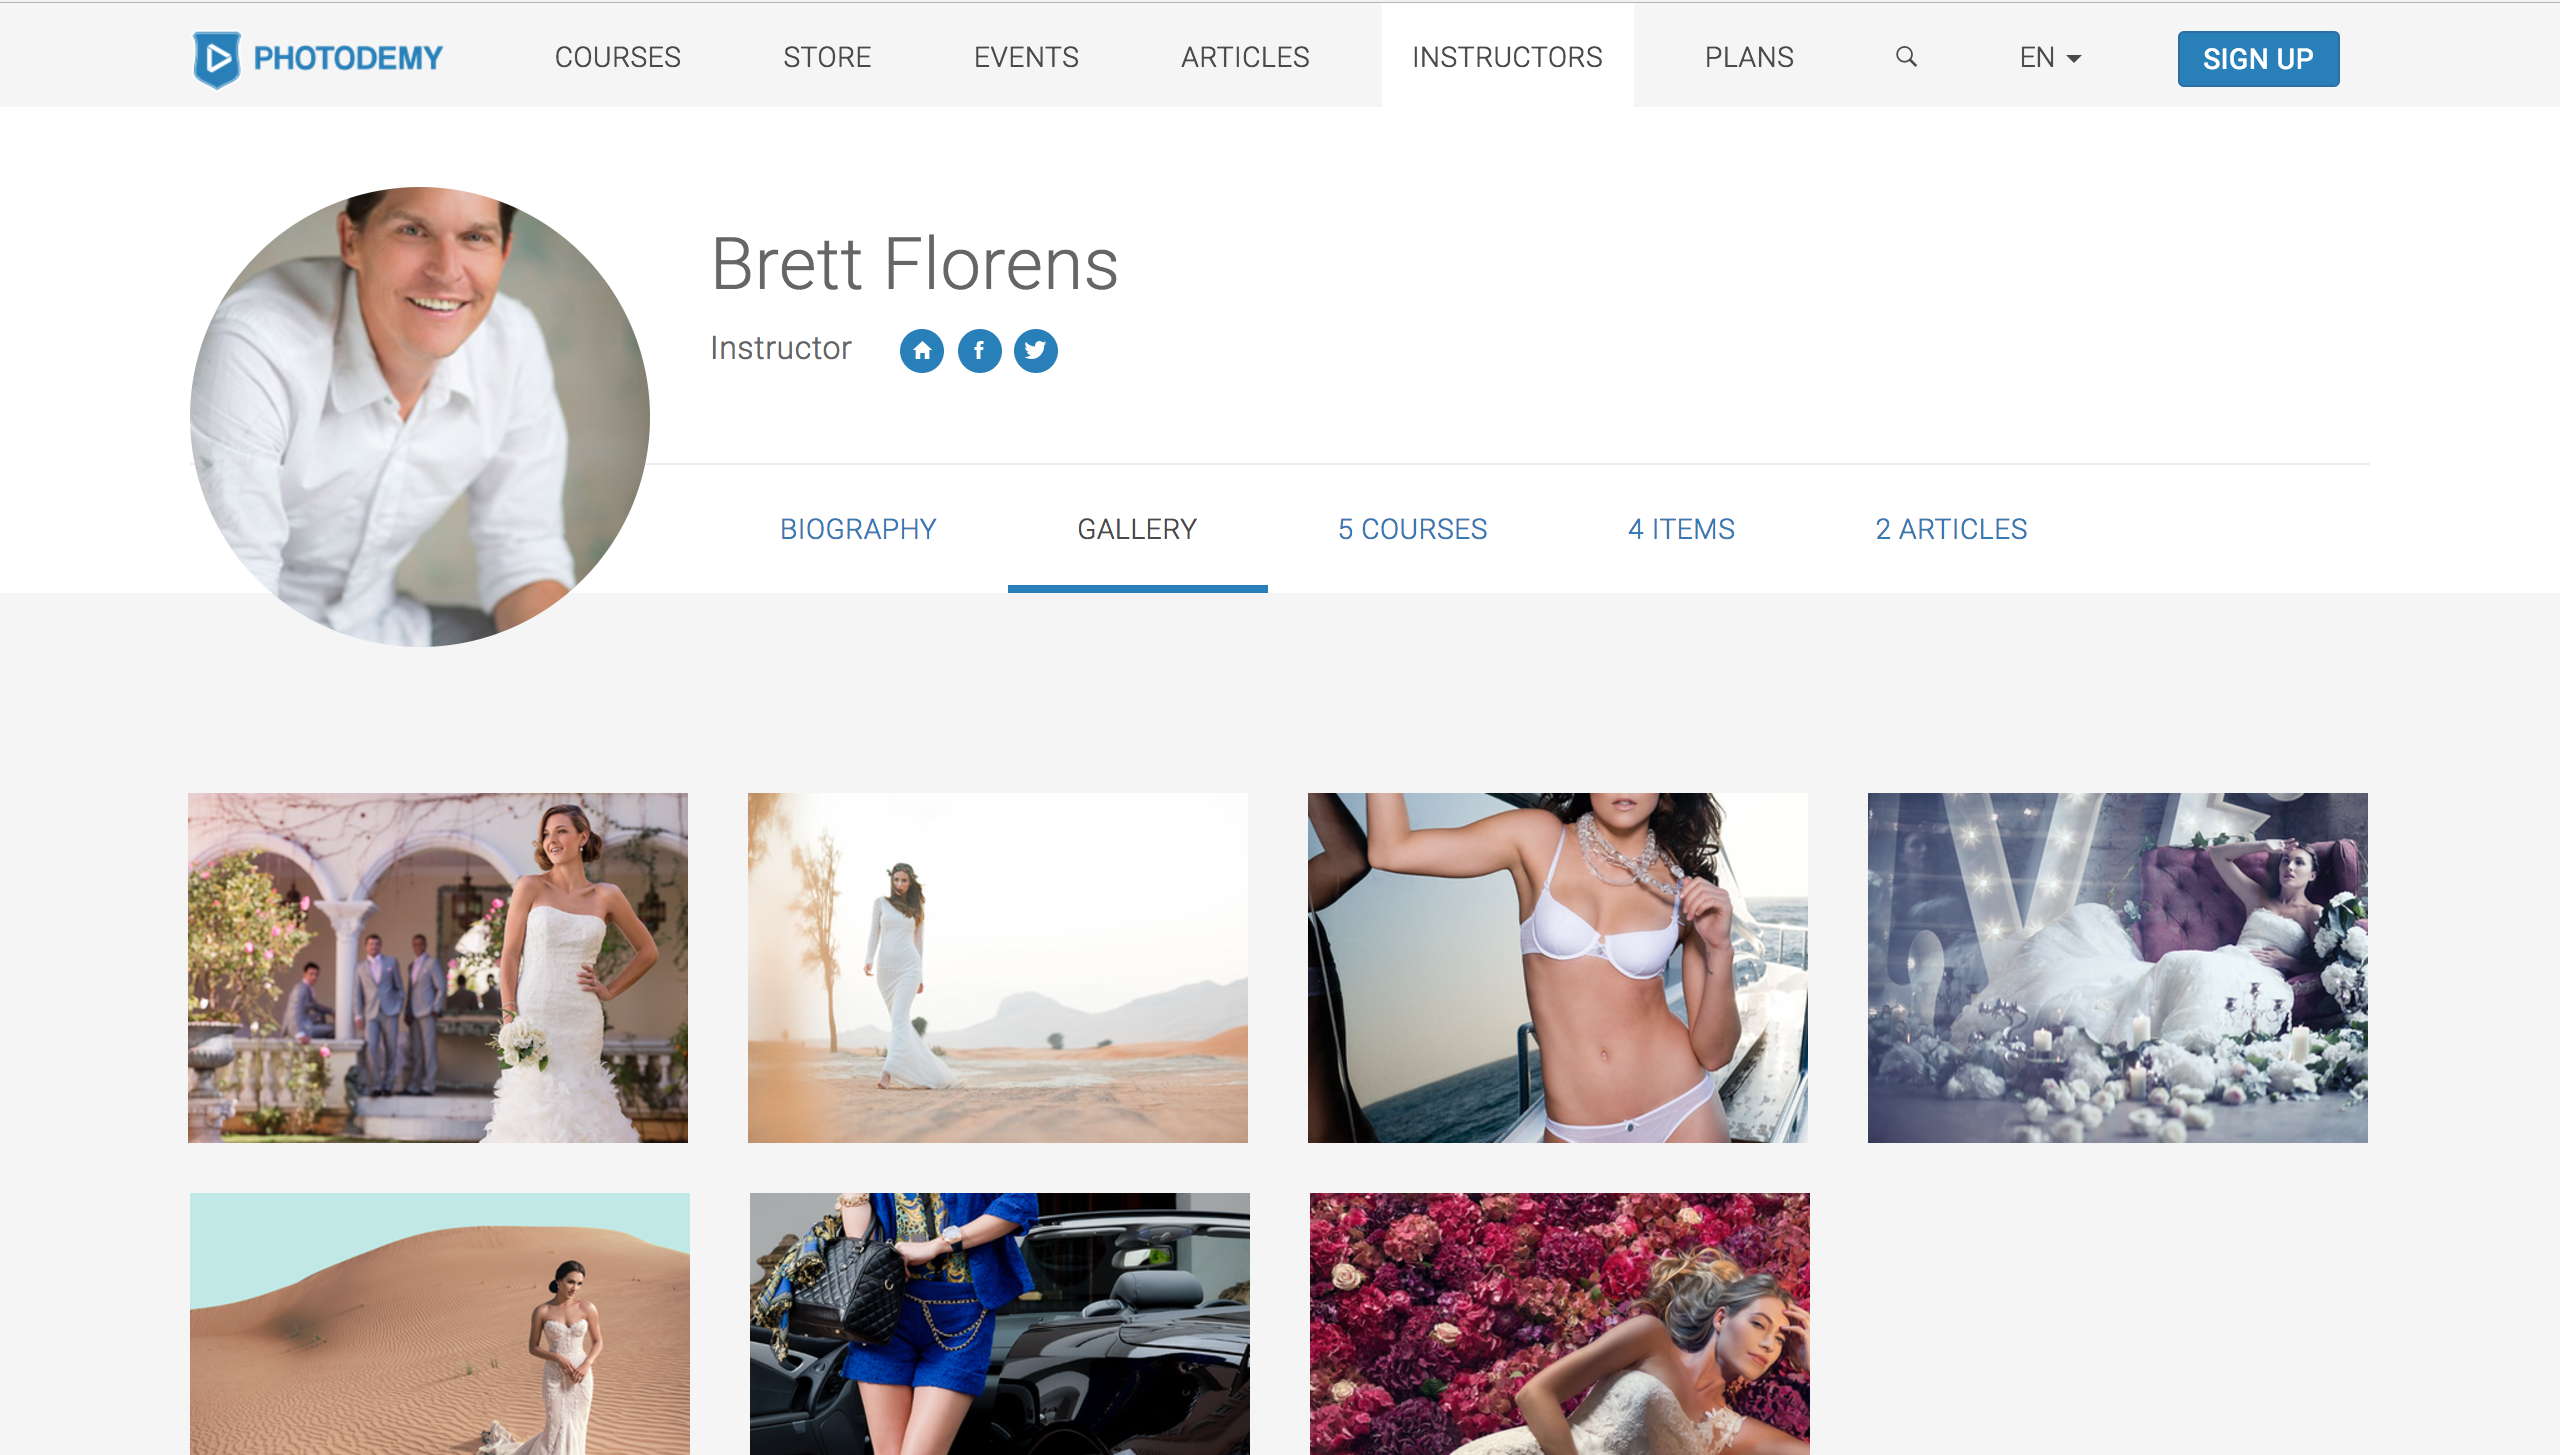 PHOTODEMY COURSES STORE EVENTS ARTICLES INSTRUCTORS PLANS EN SIGN UP
Brett Florens
Instructor
BIOGRAPHY GALLERY 5 COURSES 4 ITEMS 2 ARTICLES